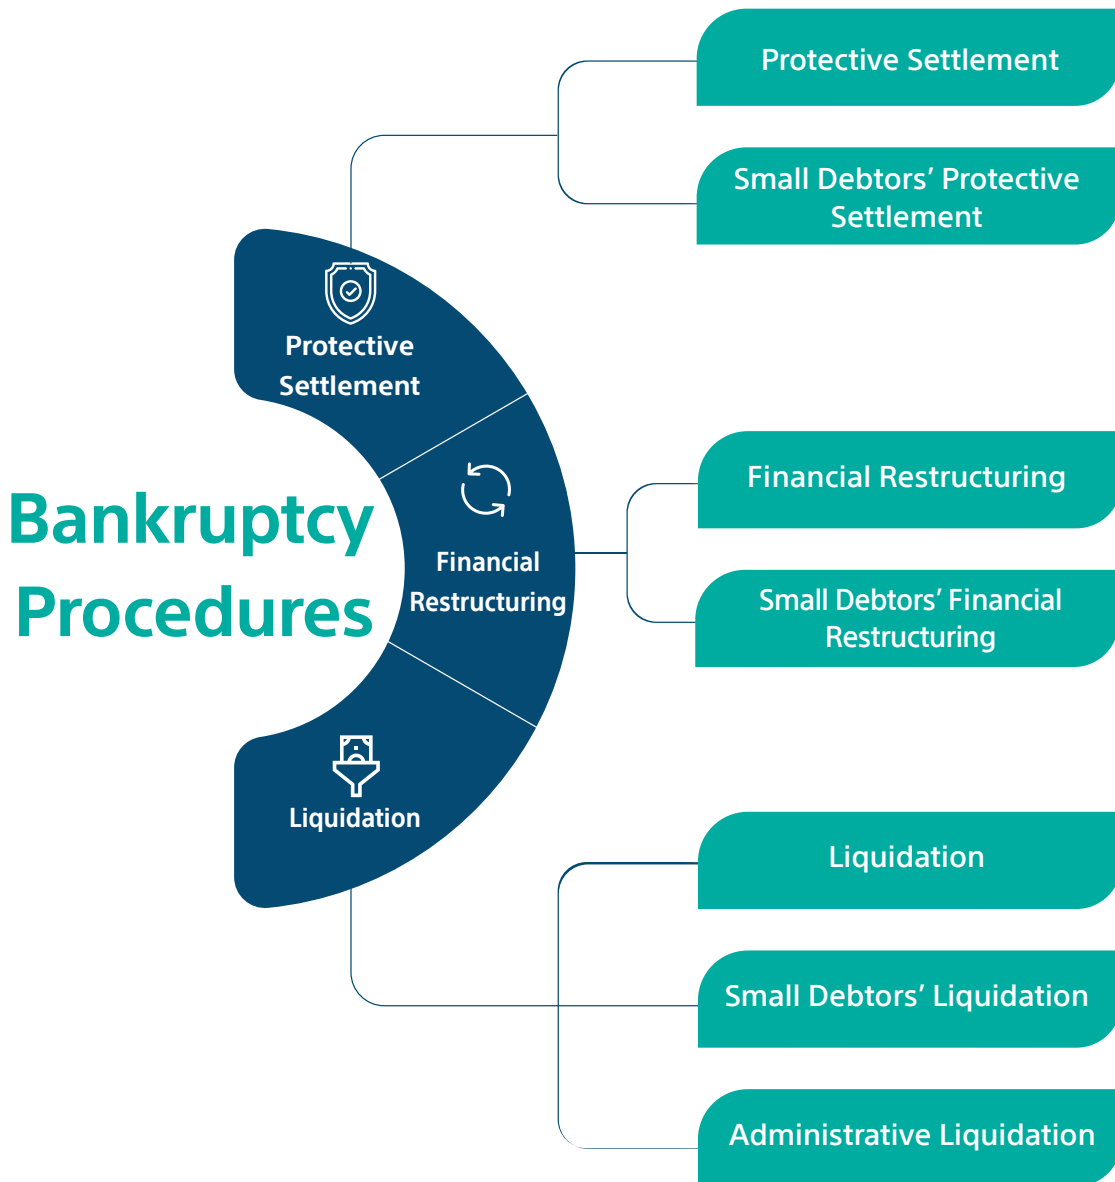 Protective Settlement
Small Debtors’ Protective
Settlement
Protective
Settlement
Bankruptcy
Procedures
Financial
Restructuring
Financial Restructuring
Small Debtors’ Financial
Restructuring
Liquidation
Liquidation
Small Debtors’ Liquidation
Administrative Liquidation